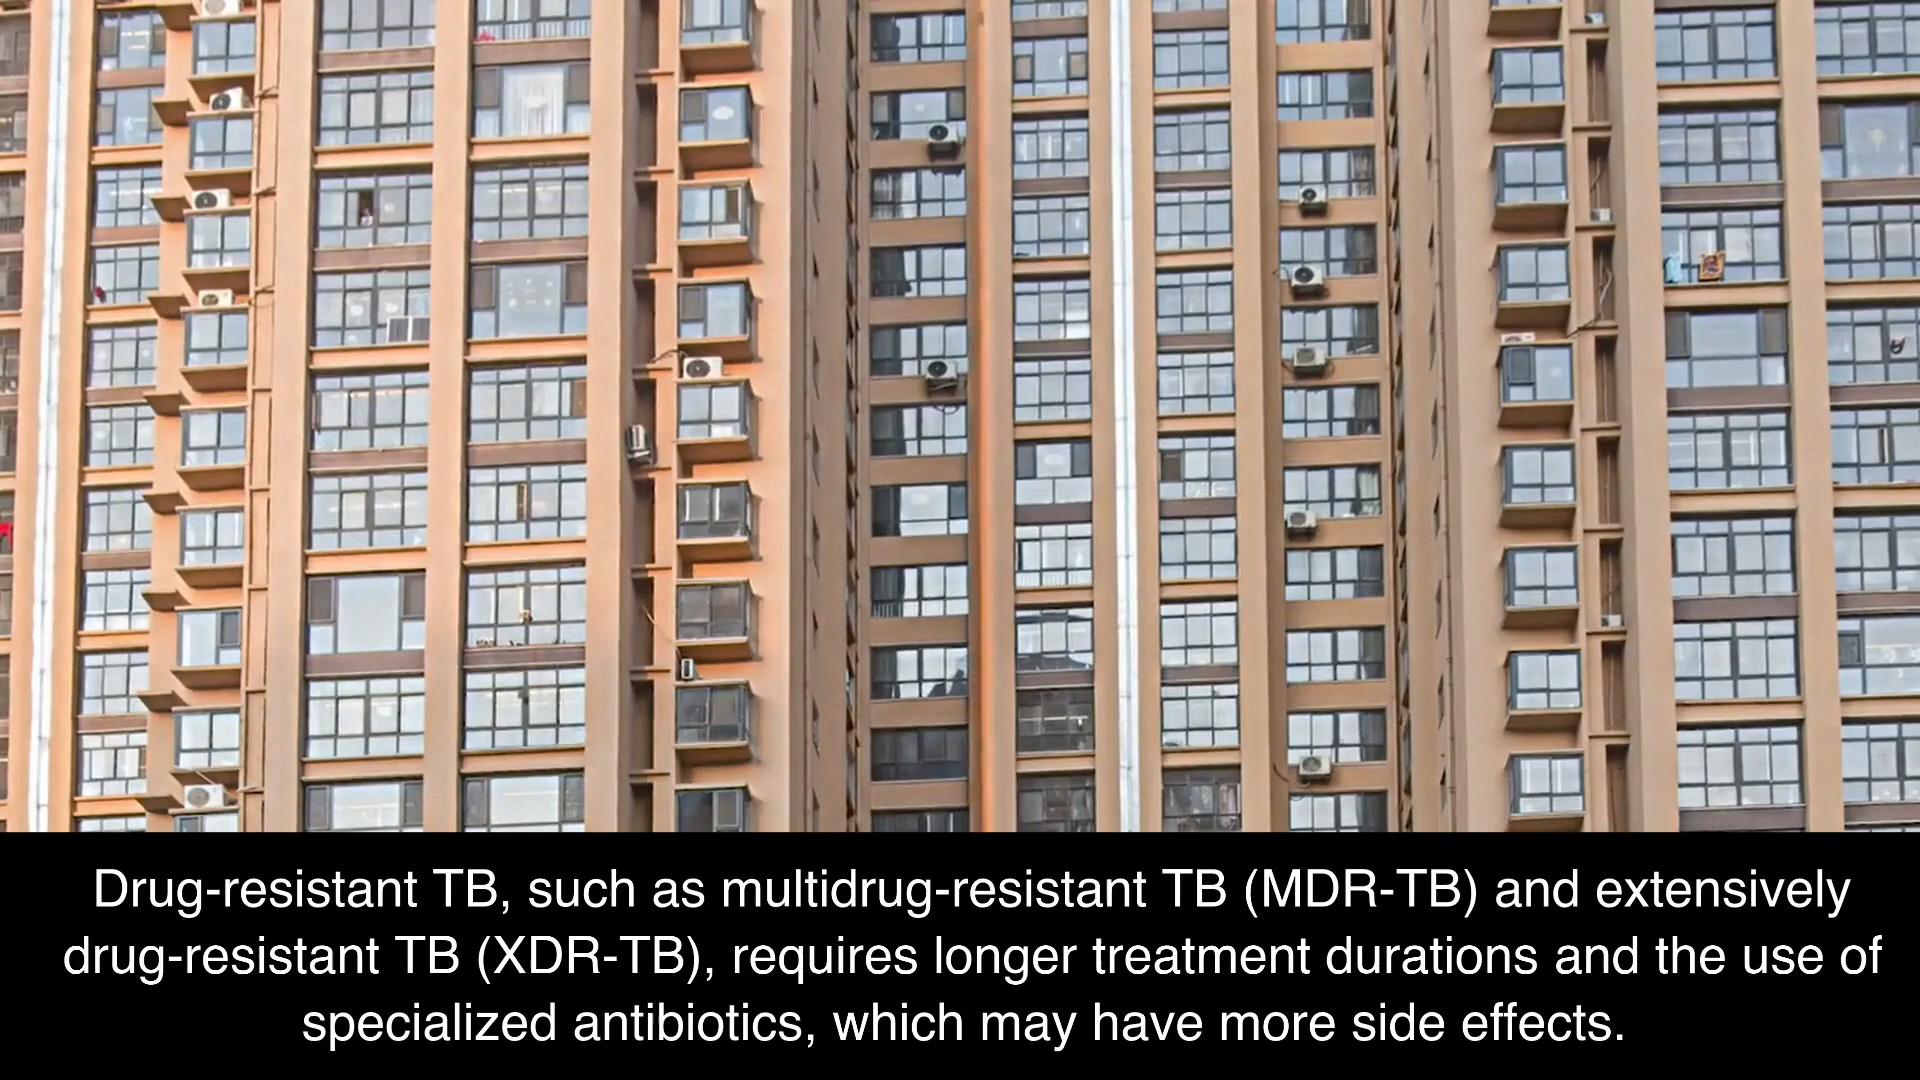 Drug-resistant TB, such as multidrug-resistant TB (MDR-TB) and extensively
drug-resistant TB (XDR-TB), requires longer treatment durations and the use of
specialized antibiotics, which may have more side effects.